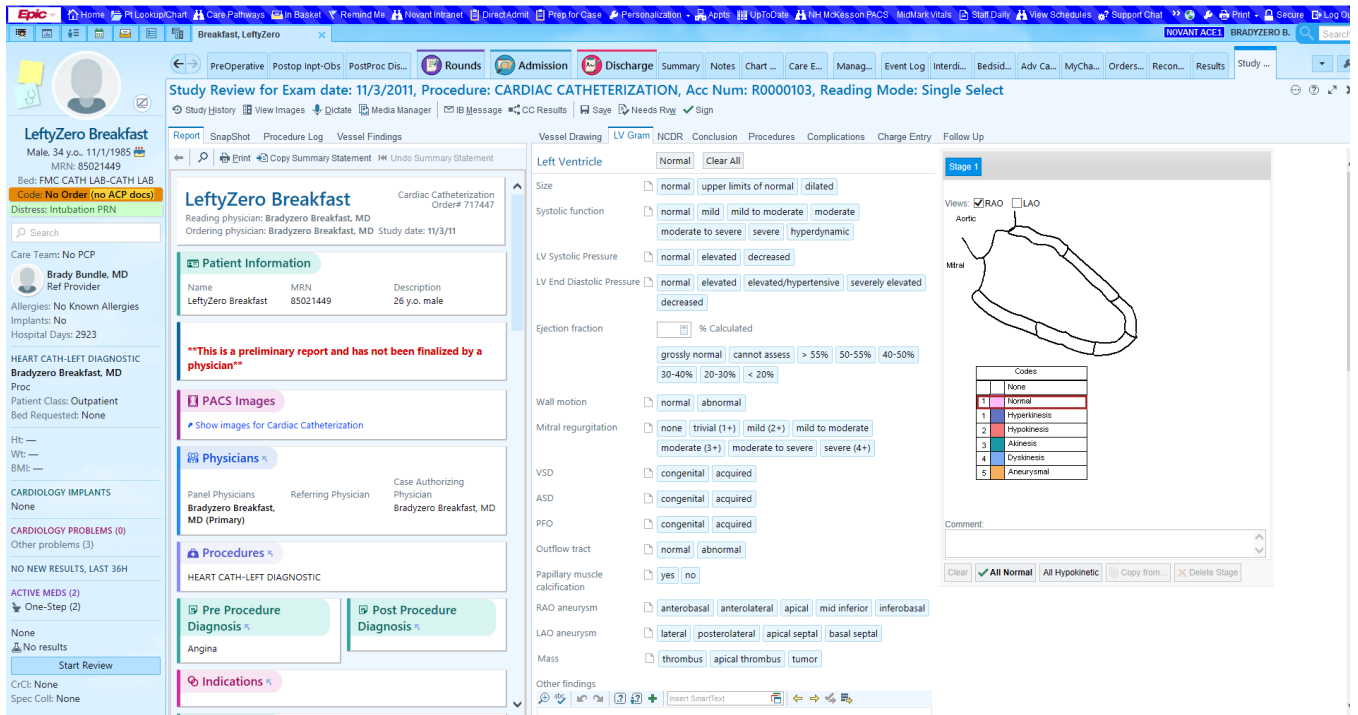 Epic Home Pt Lookup/Chart Care Pathways In Basket Remind Me Novant Intranet DirectAdmit Prep for Case Personalization Appts UpToDate NH McKesson PACS MidMark Vitals Staff Daily View Schedules Support Chat Print Secure Log Ou
Breakfast, LeftyZero NOVANT ACE1 BRADYZERO B. Search
PreOperative Postop Inpt-Obs PostProc Dis... Rounds Admission Discharge Summary Notes Chart ... Care E... Manag... Event Log Interdi... Bedsid... Adv Ca... MyCha... Orders... Recon... Results Study ...
Study Review for Exam date: 11/3/2011, Procedure: CARDIAC CATHETERIZATION, Acc Num: R0000103, Reading Mode: Single Select
Study History View Images Dictate Media Manager IB Message CC Results Save Needs Rvw Sign
LeftyZero Breakfast
Male, 34 y.o., 11/1/1985
MRN: 85021449
Bed: FMC CATH LAB-CATH LAB
Code: No Order (no ACP docs)
Distress: Intubation PRN
Search
Care Team: No PCP
Brady Bundle, MD
Ref Provider
Allergies: No Known Allergies
Implants: No
Hospital Days: 2923
HEART CATH-LEFT DIAGNOSTIC
Bradyzero Breakfast, MD
Proc
Patient Class: Outpatient
Bed Requested: None
Ht: —
Wt: —
BMI: —
CARDIOLOGY IMPLANTS
None
CARDIOLOGY PROBLEMS (0)
Other problems (3)
NO NEW RESULTS, LAST 36H
ACTIVE MEDS (2)
One-Step (2)
None
No results
Start Review
CrCl: None
Spec Coll: None
Report SnapShot Procedure Log Vessel Findings
Print Copy Summary Statement Undo Summary Statement
LeftyZero Breakfast
Cardiac Catheterization
Order# 717447
Reading physician: Bradyzero Breakfast, MD
Ordering physician: Bradyzero Breakfast, MD Study date: 11/3/11
Patient Information
Name MRN Description
LeftyZero Breakfast 85021449 26 y.o. male
**This is a preliminary report and has not been finalized by a
physician**
PACS Images
Show images for Cardiac Catheterization
Physicians
Panel Physicians Referring Physician Case Authorizing
Physician
Bradyzero Breakfast,
MD (Primary)
Bradyzero Breakfast, MD
Procedures
HEART CATH-LEFT DIAGNOSTIC
Pre Procedure
Diagnosis
Angina
Post Procedure
Diagnosis
Indications
Vessel Drawing LV Gram NCDR Conclusion Procedures Complications Charge Entry Follow Up
Left Ventricle Normal Clear All
Size normal upper limits of normal dilated
Systolic function normal mild mild to moderate moderate
moderate to severe severe hyperdynamic
LV Systolic Pressure normal elevated decreased
LV End Diastolic Pressure normal elevated elevated/hypertensive severely elevated
decreased
Ejection fraction % Calculated
grossly normal cannot assess > 55% 50-55% 40-50%
30-40% 20-30% < 20%
Wall motion normal abnormal
Mitral regurgitation none trivial (1+) mild (2+) mild to moderate
moderate (3+) moderate to severe severe (4+)
VSD congenital acquired
ASD congenital acquired
PFO congenital acquired
Outflow tract normal abnormal
Papillary muscle
calcification
yes no
RAO aneurysm anterobasal anterolateral apical mid inferior inferobasal
LAO aneurysm lateral posterolateral apical septal basal septal
Mass thrombus apical thrombus tumor
Other findings
Insert SmartText
Stage 1
Views: RAO LAO
Aortic
Mitral
Codes
None
1 Normal
1 Hyperkinesis
2 Hypokinesis
3 Akinesis
4 Dyskinesis
5 Aneurysmal
Comment:
Clear All Normal All Hypokinetic Copy from... Delete Stage